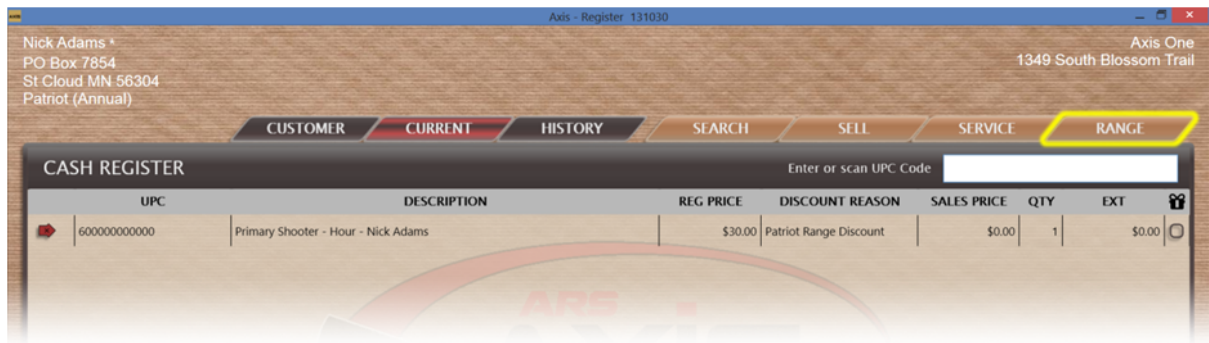 Axis - Register 131030
Nick Adams *
PO Box 7854
St Cloud MN 56304
Patriot (Annual)
Axis One
1349 South Blossom Trail
CUSTOMER CURRENT HISTORY SEARCH SELL SERVICE RANGE
CASH REGISTER Enter or scan UPC Code
UPC DESCRIPTION REG PRICE DISCOUNT REASON SALES PRICE QTY EXT
600000000000 Primary Shooter - Hour - Nick Adams $30.00 Patriot Range Discount $0.00 1 $0.00
ARS
AXIS